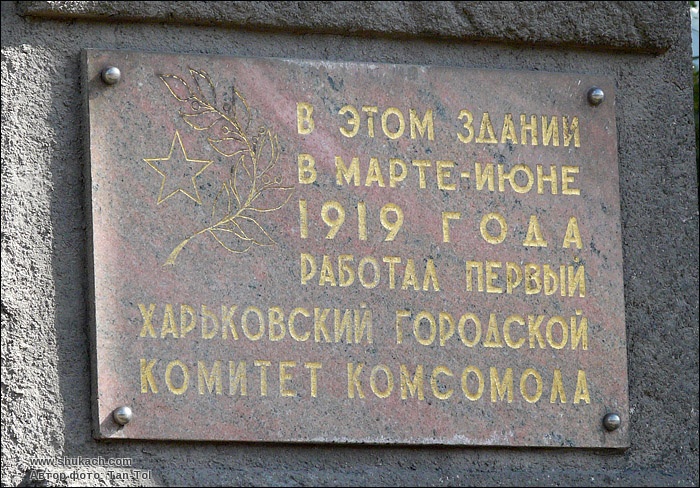 В ЭТОМ ЗДАНИИ
В МАРТЕ-ИЮНЕ
1919 ГОДА
РАБОТАЛ ПЕРВЫЙ
ХАРЬКОВСКИЙ ГОРОДСКОЙ
КОМИТЕТ КОМСОМОЛА
www.shukach.com
Автор фото: Tan-Tol